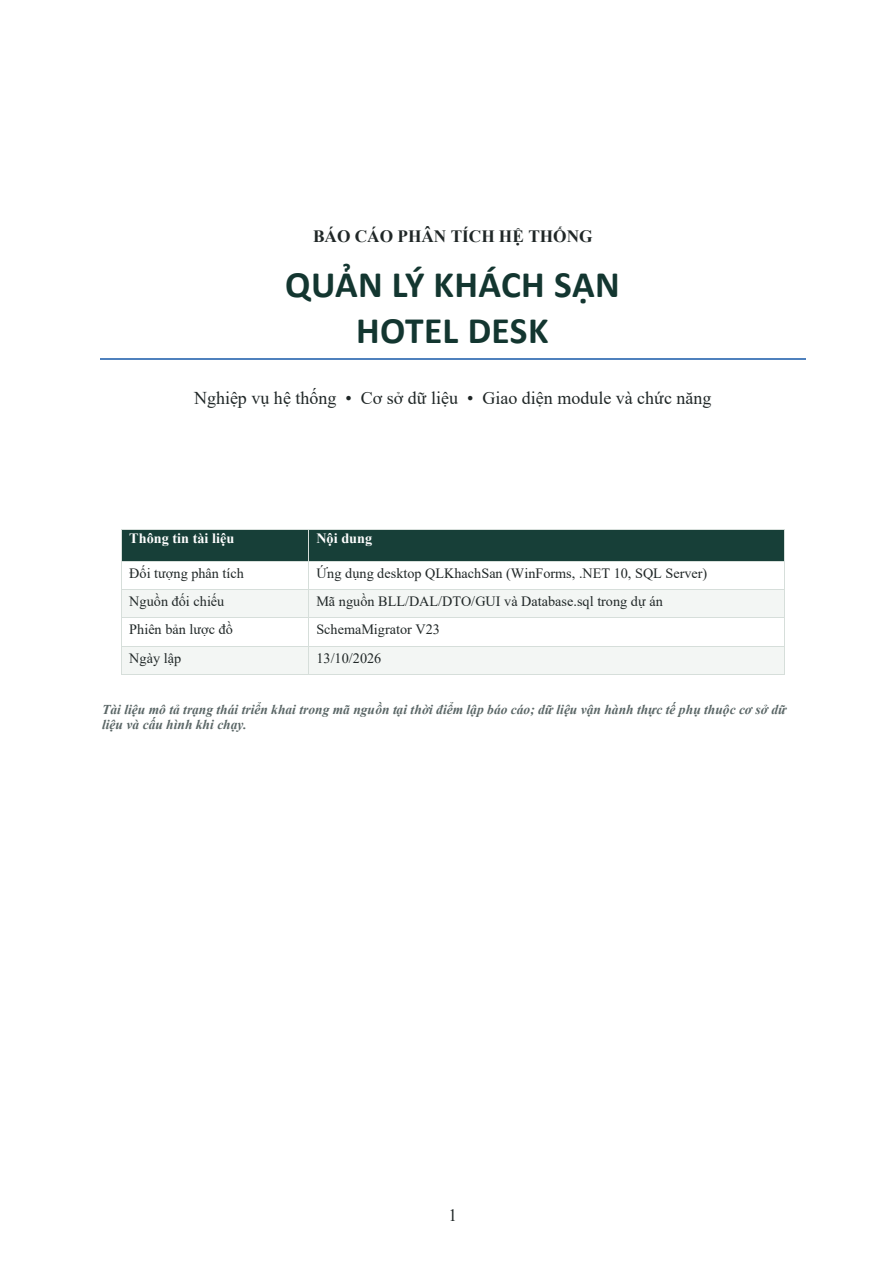 BÁO CÁO PHÂN TÍCH HỆ THỐNG
QUẢN LÝ KHÁCH SẠN
HOTEL DESK
Nghiệp vụ hệ thống • Cơ sở dữ liệu • Giao diện module và chức năng
Thông tin tài liệu Nội dung
Đối tượng phân tích Ứng dụng desktop QLKhachSan (WinForms, .NET 10, SQL Server)
Nguồn đối chiếu Mã nguồn BLL/DAL/DTO/GUI và Database.sql trong dự án
Phiên bản lược đồ SchemaMigrator V23
Ngày lập 13/10/2026
Tài liệu mô tả trạng thái triển khai trong mã nguồn tại thời điểm lập báo cáo; dữ liệu vận hành thực tế phụ thuộc cơ sở dữ
liệu và cấu hình khi chạy.
1